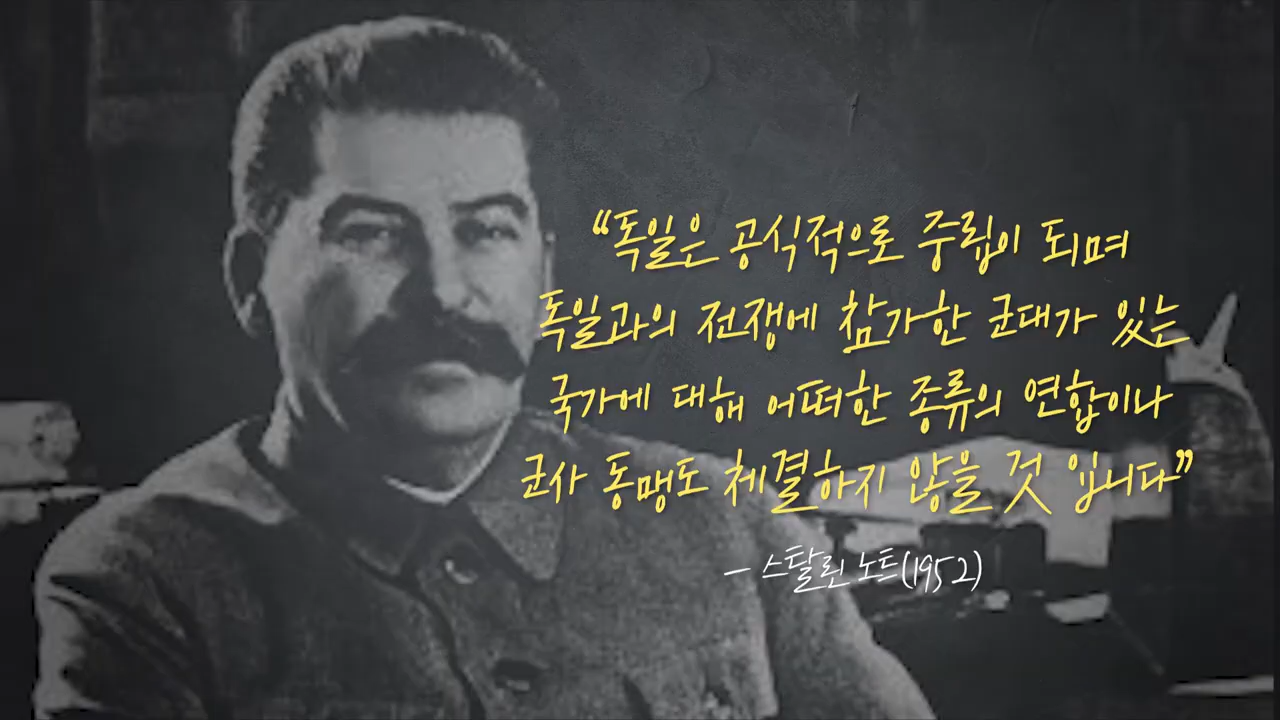 “독일은 공식적으로 중립이 되며
독일과의 전쟁에 참가한 군대가 있는
국가에 대해 어떠한 종류의 연합이나
군사 동맹도 체결하지 않을 것 입니다”
– 스탈린 노트(1952)